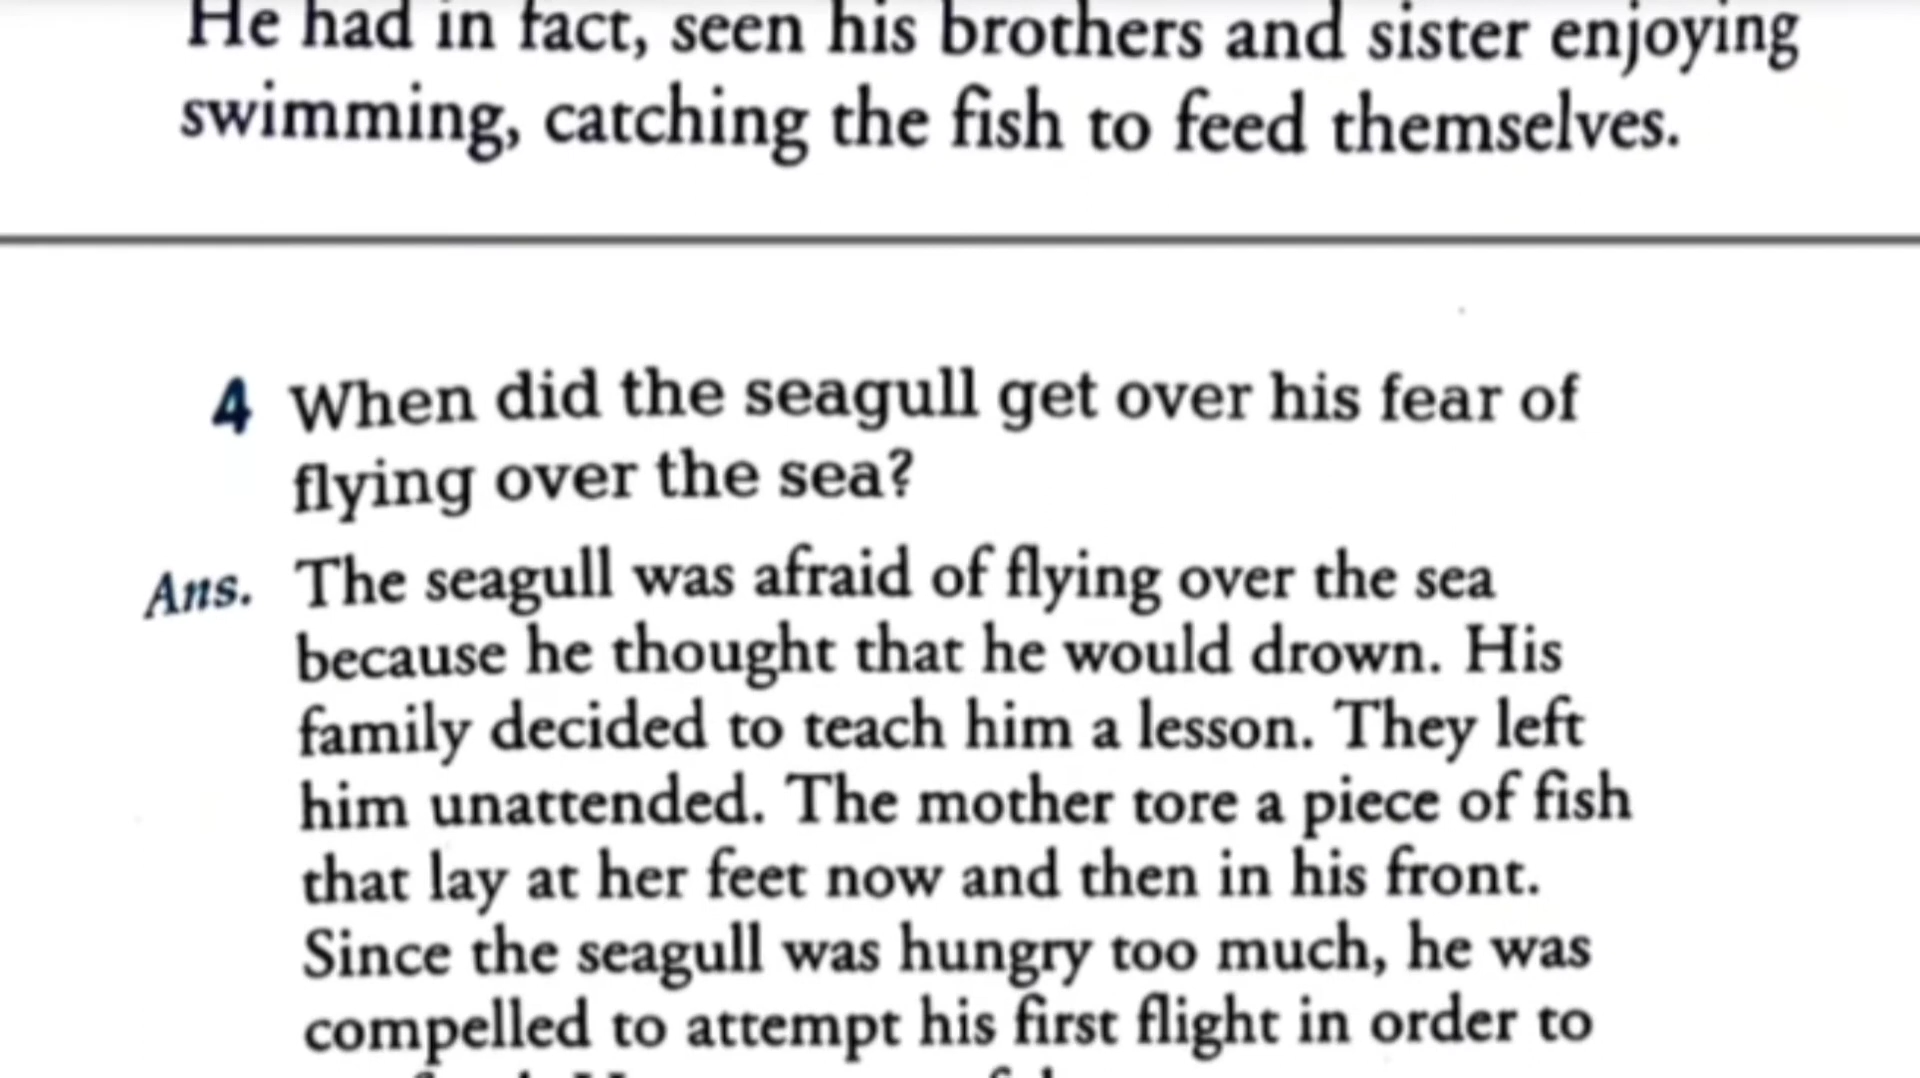 He had in fact, seen his brothers and sister enjoying
swimming, catching the fish to feed themselves.
4 When did the seagull get over his fear of
flying over the sea?
Ans. The seagull was afraid of flying over the sea
because he thought that he would drown. His
family decided to teach him a lesson. They left
him unattended. The mother tore a piece of fish
that lay at her feet now and then in his front.
Since the seagull was hungry too much, he was
compelled to attempt his first flight in order to